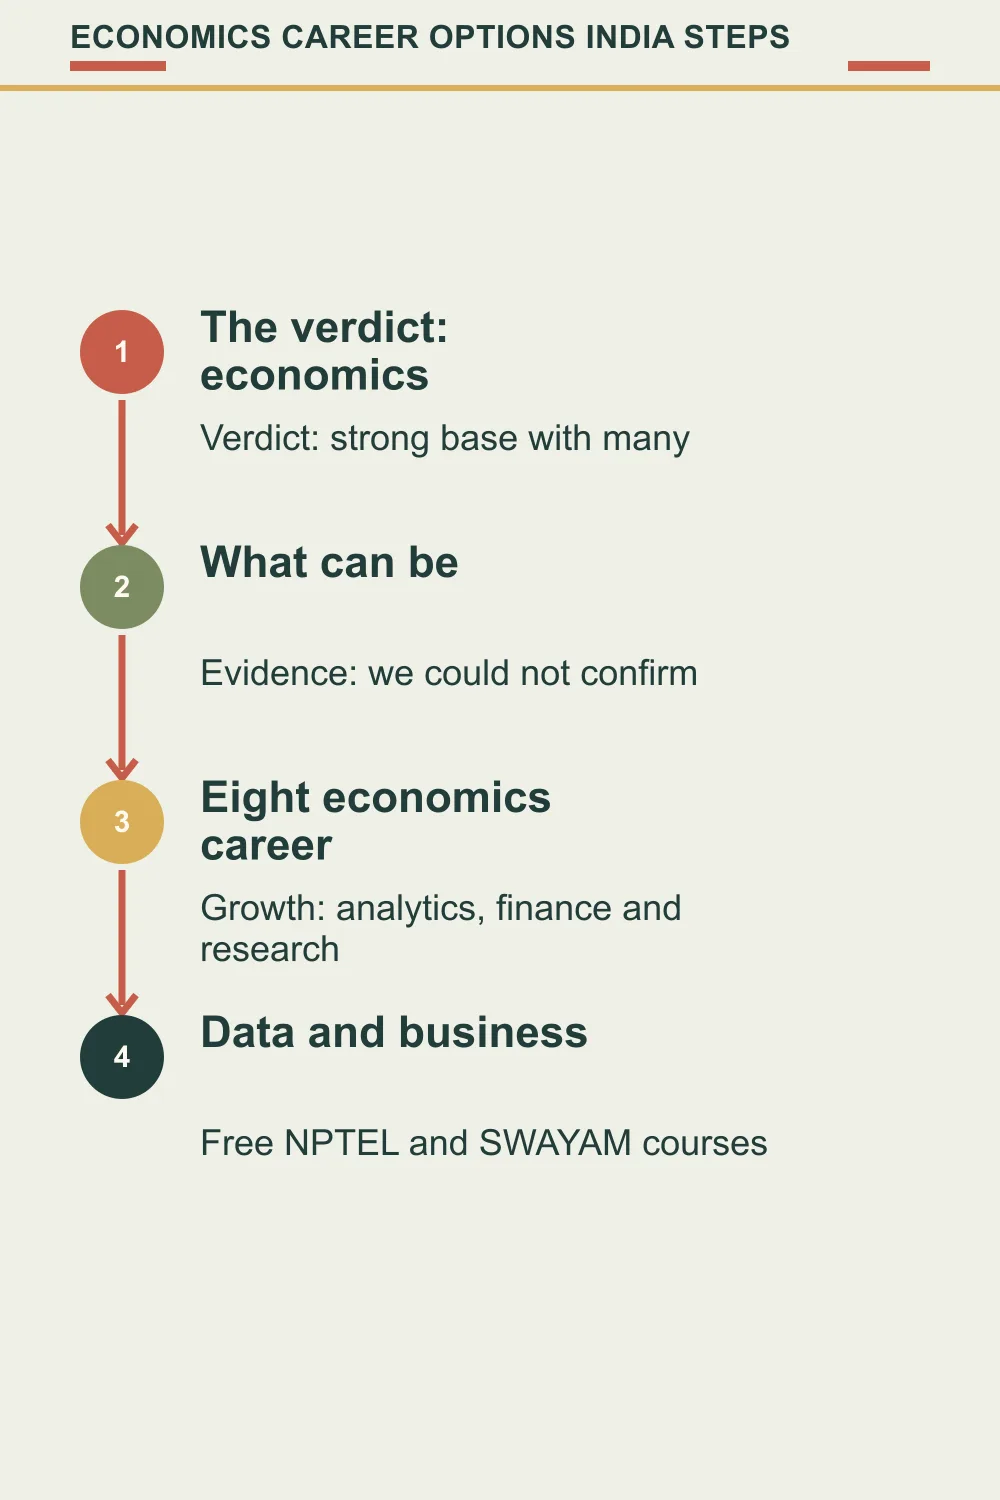 ECONOMICS CAREER OPTIONS INDIA STEPS
1
The verdict:
economics
Verdict: strong base with many
2
What can be
Evidence: we could not confirm
3
Eight economics
career
Growth: analytics, finance and
research
4
Data and business
Free NPTEL and SWAYAM courses